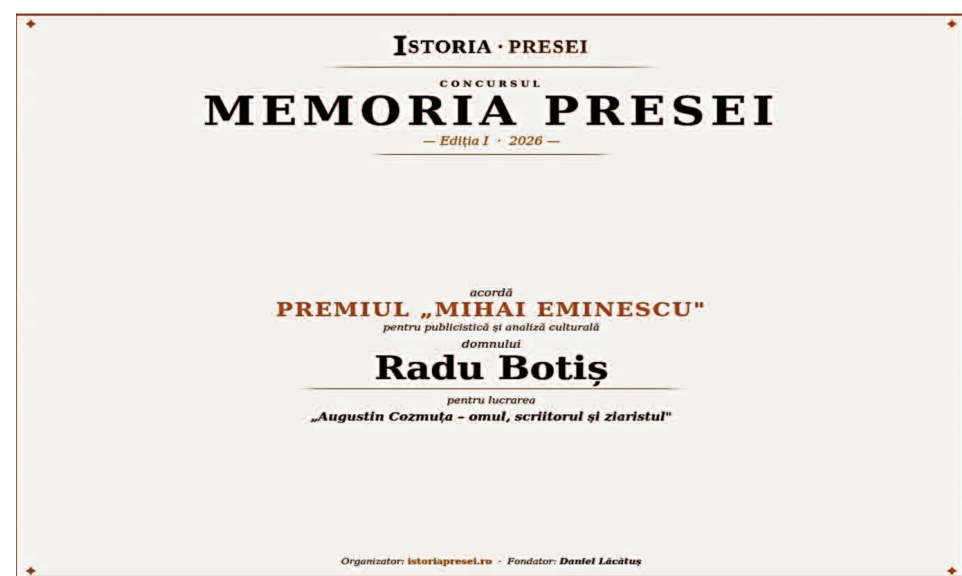 ISTORIA · PRESEI
CONCURSUL
MEMORIA PRESEI
— Ediția I · 2026 —
acordă
PREMIUL „MIHAI EMINESCU"
pentru publicistică și analiză culturală
domnului
Radu Botiș
pentru lucrarea
„Augustin Cozmuța – omul, scriitorul și ziaristul"
Organizator: istoriapresei.ro · Fondator: Daniel Lăcătuș